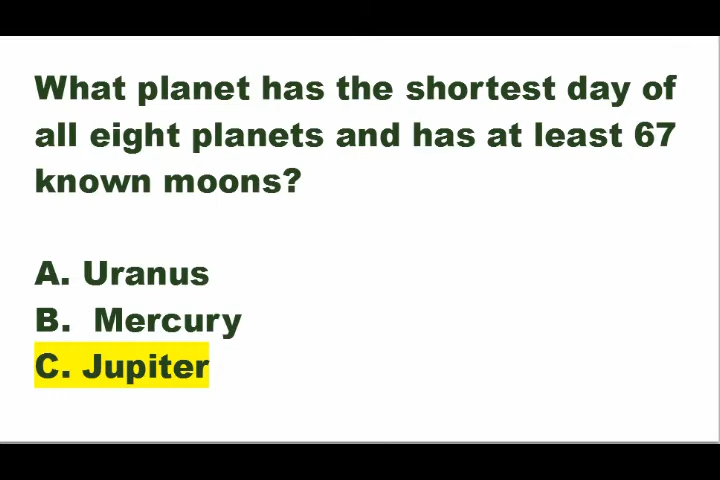 What planet has the shortest day of
all eight planets and has at least 67
known moons?
A. Uranus
B. Mercury
C. Jupiter